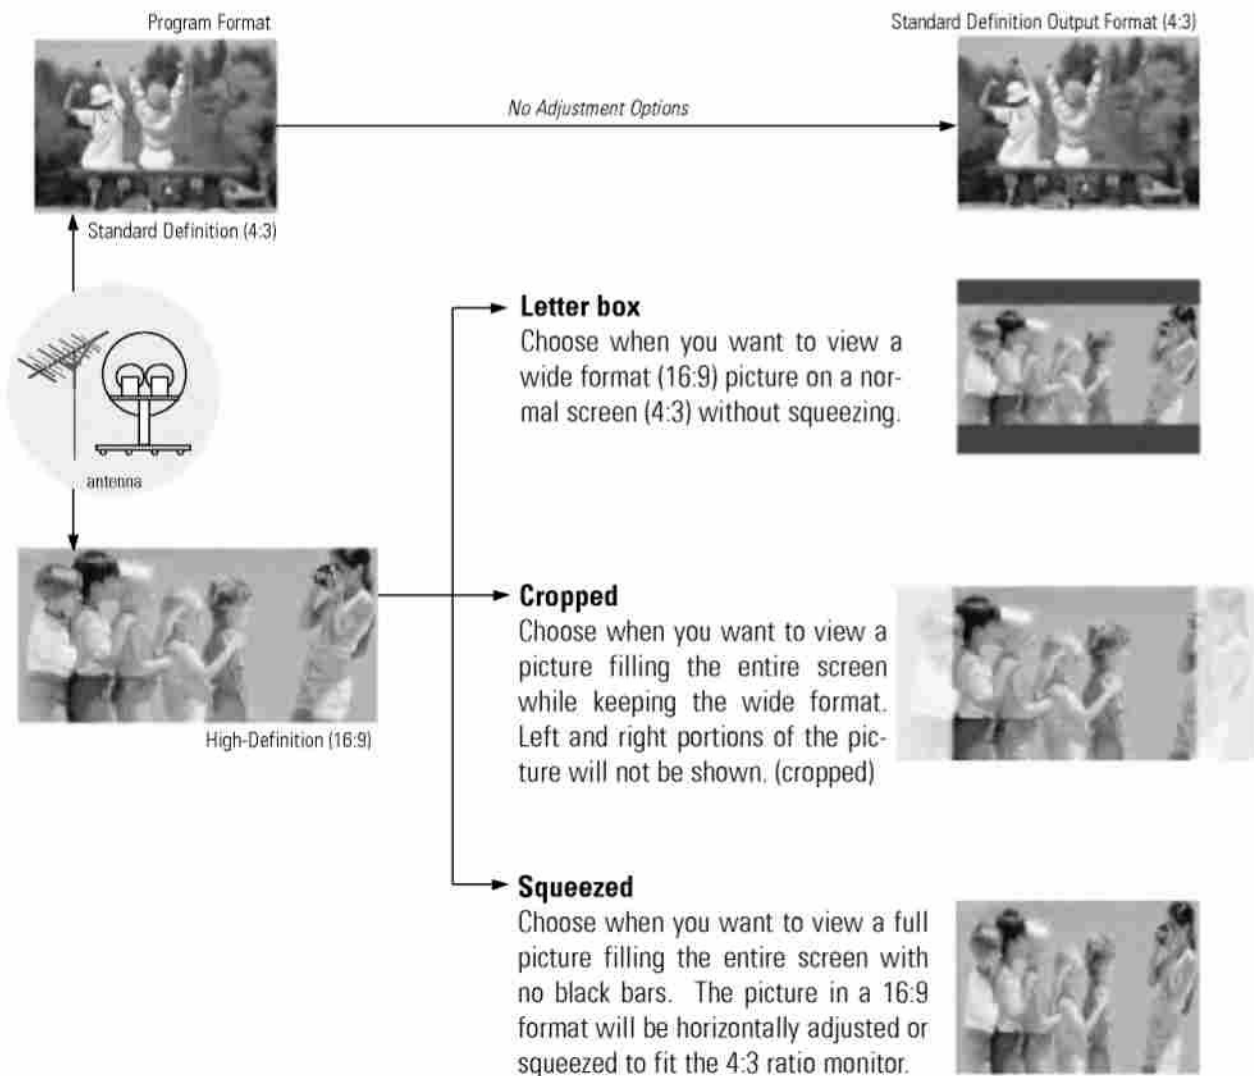 Program Format
Standard Definition Output Format (4:3)
No Adjustment Options
Standard Definition (4:3)
antenna
High-Definition (16:9)
Letter box
Choose when you want to view a
wide format (16:9) picture on a nor-
mal screen (4:3) without squeezing.
Cropped
Choose when you want to view a
picture filling the entire screen
while keeping the wide format.
Left and right portions of the pic-
ture will not be shown. (cropped)
Squeezed
Choose when you want to view a full
picture filling the entire screen with
no black bars. The picture in a 16:9
format will be horizontally adjusted or
squeezed to fit the 4:3 ratio monitor.